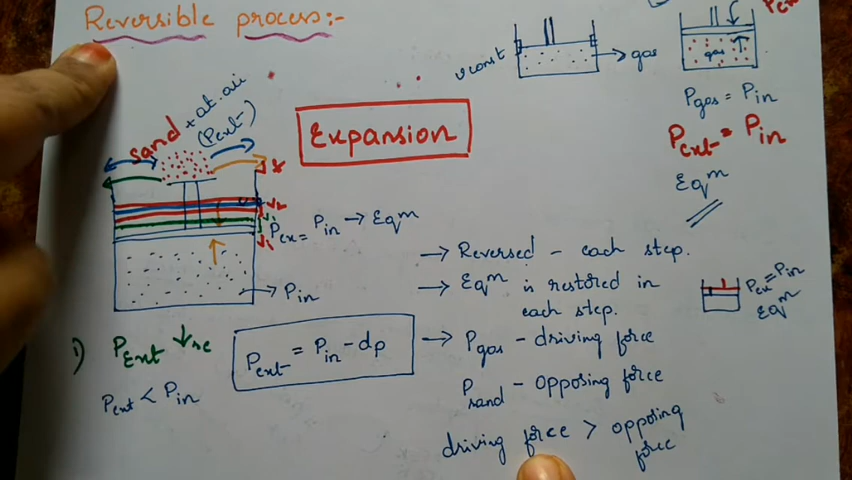 Reversible process:-
v const
gas
Pext
gas
Pgas = Pin
Pext = Pin
Eqm
sand + at. air
(Pext)
Expansion
Pex = Pin → Eqm
→ Pin
→ Reversed - each step.
→ Eqm is restored in
each step.
Pex = Pin
Eqm
1) Pext ↓se
Pext = Pin - dp
→ Pgas - driving force
Pext < Pin
Psand - opposing force
driving force > opposing
force